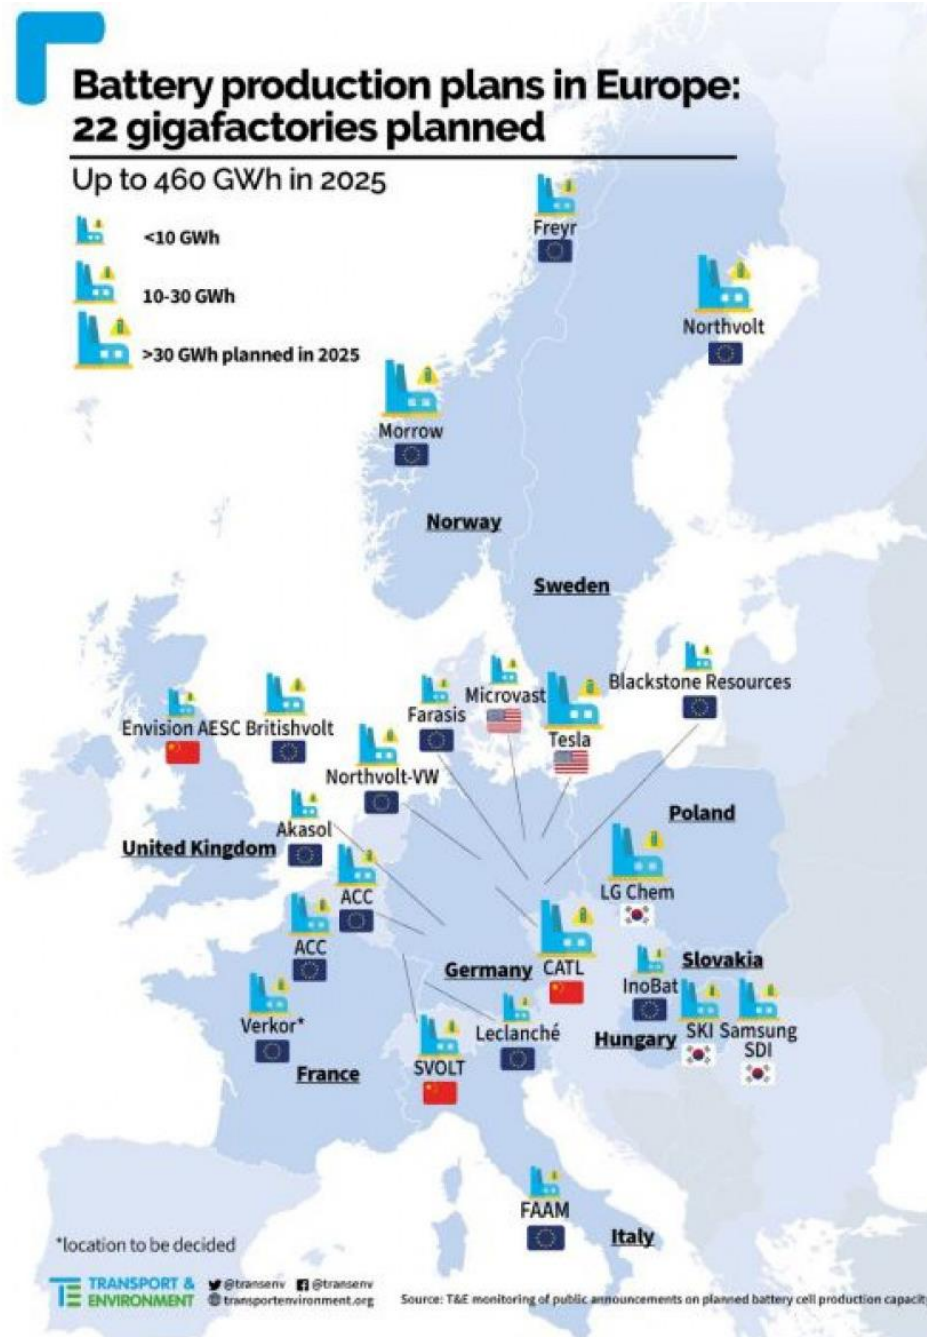 Battery production plans in Europe:
22 gigafactories planned
Up to 460 GWh in 2025
<10 GWh
10-30 GWh
>30 GWh planned in 2025
Freyr
Northvolt
Morrow
Norway
Sweden
Envision AESC
Britishvolt
Farasis
Microvast
Tesla
Blackstone Resources
Northvolt-VW
Akasol
United Kingdom
Poland
ACC
LG Chem
ACC
Germany
CATL
Slovakia
InoBat
Verkor*
Leclanché
Hungary
SKI
Samsung
SDI
SVOLT
France
FAAM
Italy
*location to be decided
TRANSPORT &
ENVIRONMENT
@transenv @transenv
transportenvironment.org
Source: T&E monitoring of public announcements on planned battery cell production capacit